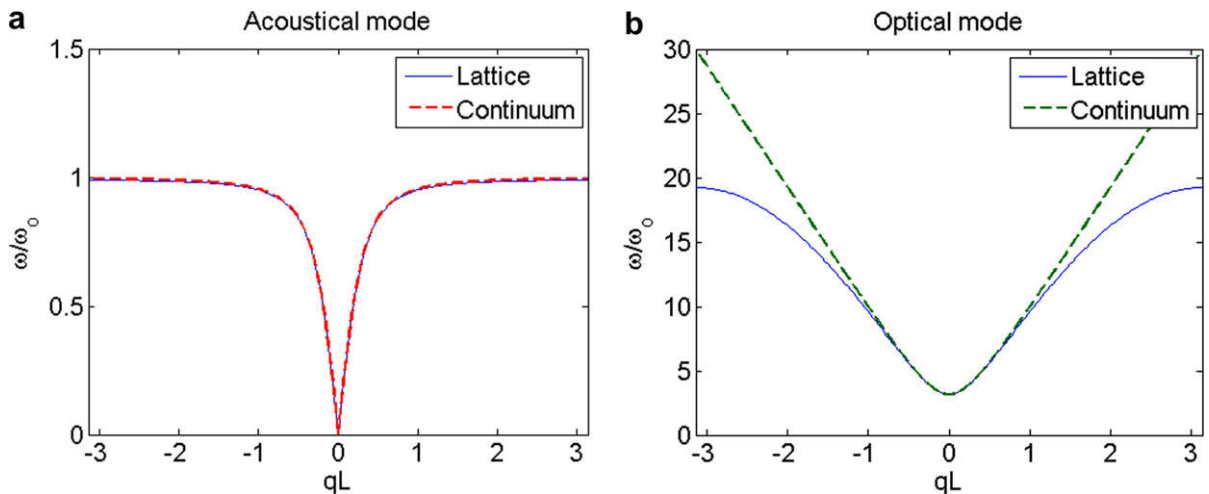 a
Acoustical mode
1.5
1
0.5
0
ω/ω₀
Lattice
Continuum
-3 -2 -1 0 1 2 3
qL
b
Optical mode
30
25
20
15
10
5
0
ω/ω₀
Lattice
Continuum
-3 -2 -1 0 1 2 3
qL